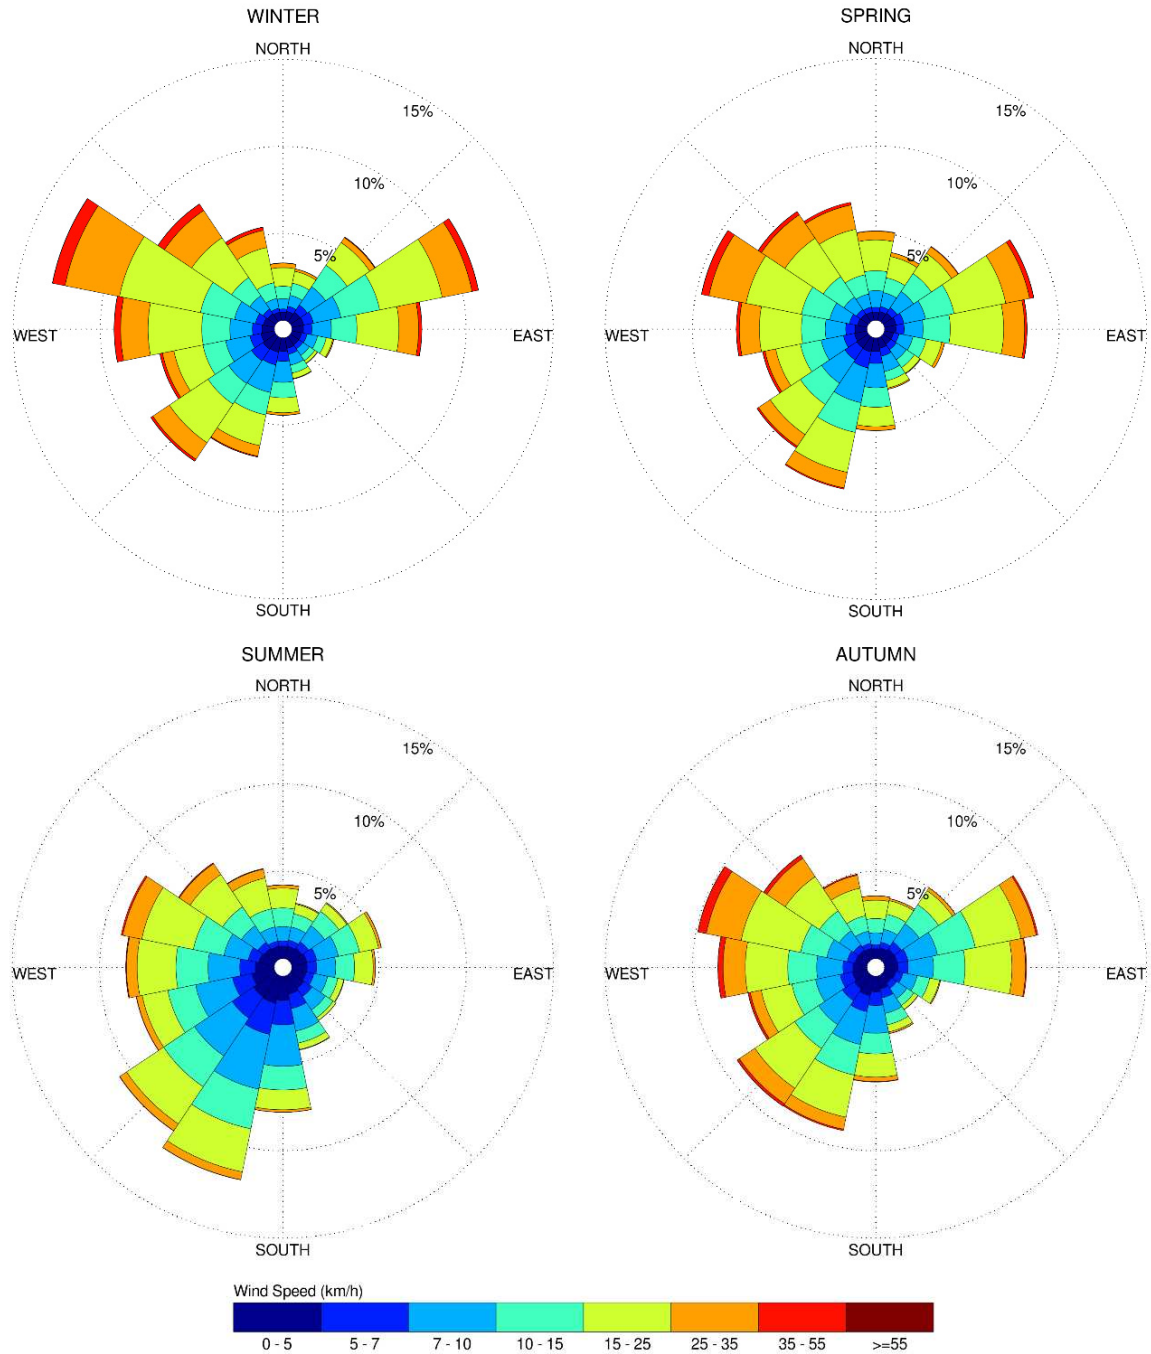 WINTER
NORTH
15%
10%
5%
WEST
EAST
SOUTH
SPRING
NORTH
15%
10%
5%
WEST
EAST
SOUTH
SUMMER
NORTH
15%
10%
5%
WEST
EAST
SOUTH
AUTUMN
NORTH
15%
10%
5%
WEST
EAST
SOUTH
Wind Speed (km/h)
0 - 5 5 - 7 7 - 10 10 - 15 15 - 25 25 - 35 35 - 55 >=55